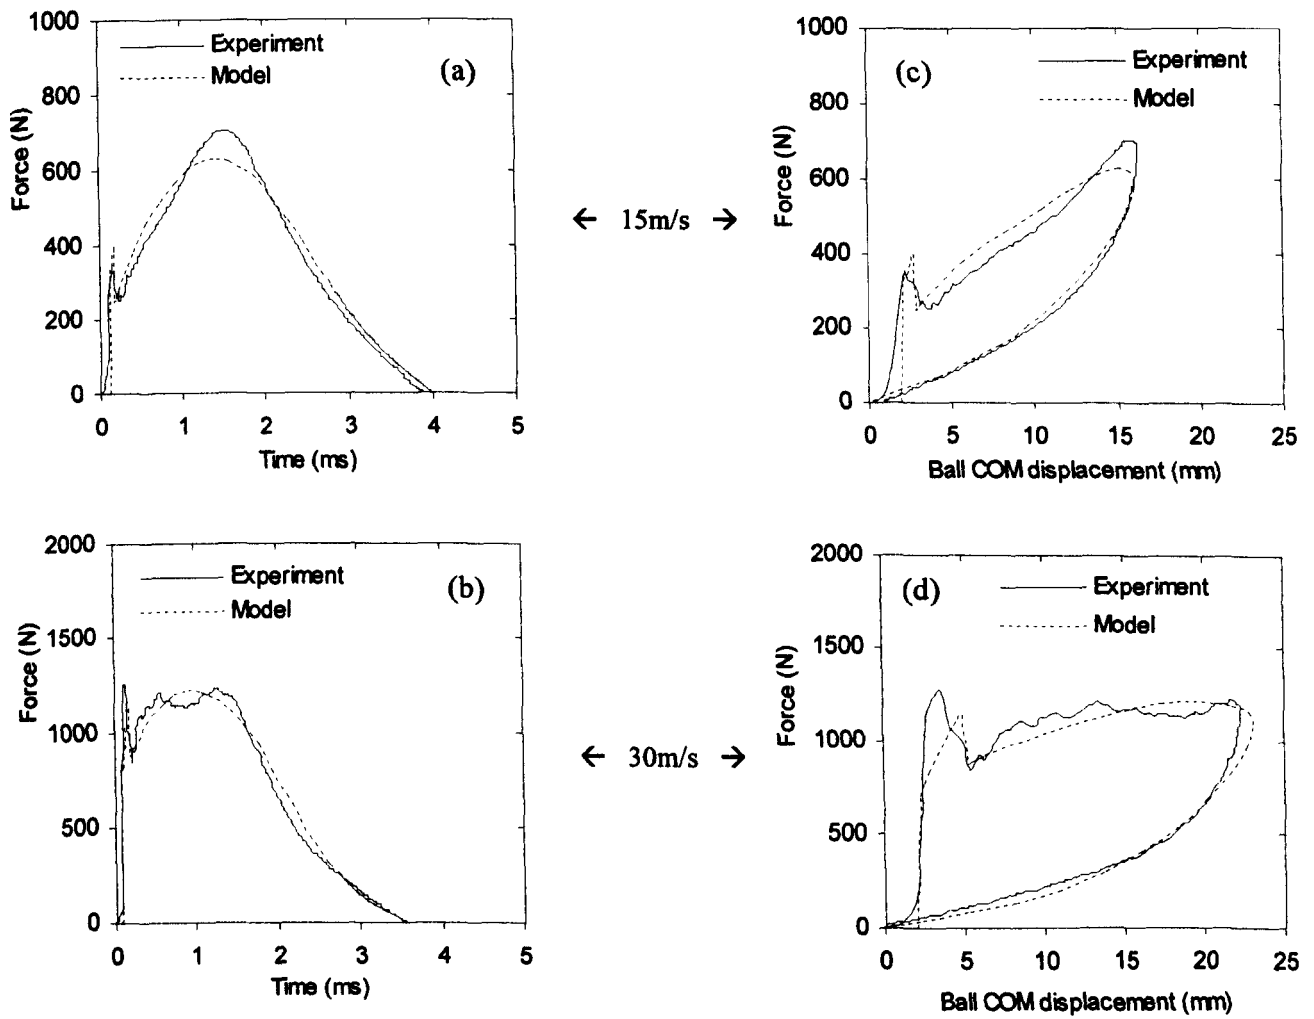 1000
800
600
400
200
0
Force (N)
Experiment
Model
(a)
0 1 2 3 4 5
Time (ms)
← 15m/s →
1000
800
600
400
200
0
Force (N)
Experiment
Model
(c)
0 5 10 15 20 25
Ball COM displacement (mm)
2000
1500
1000
500
0
Force (N)
Experiment
Model
(b)
0 1 2 3 4 5
Time (ms)
← 30m/s →
2000
1500
1000
500
0
Force (N)
Experiment
Model
(d)
0 5 10 15 20 25
Ball COM displacement (mm)